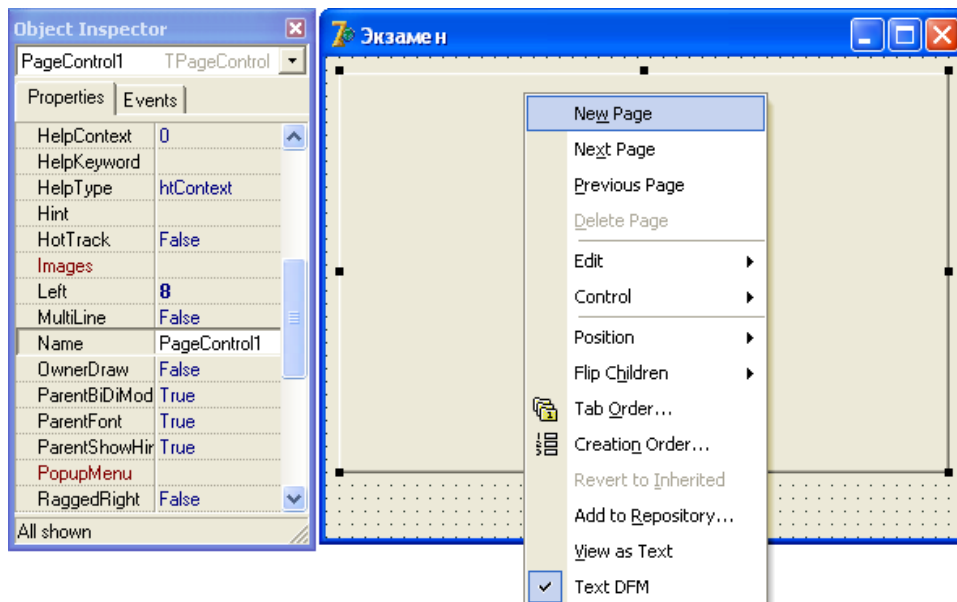 Object Inspector
PageControl1 TPageControl
Properties Events
HelpContext 0
HelpKeyword
HelpType htContext
Hint
HotTrack False
Images
Left 8
MultiLine False
Name PageControl1
OwnerDraw False
ParentBiDiMod True
ParentFont True
ParentShowHir True
PopupMenu
RaggedRight False
All shown
7 Экзамен
New Page
Next Page
Previous Page
Delete Page
Edit
Control
Position
Flip Children
Tab Order...
Creation Order...
Revert to Inherited
Add to Repository...
View as Text
Text DFM